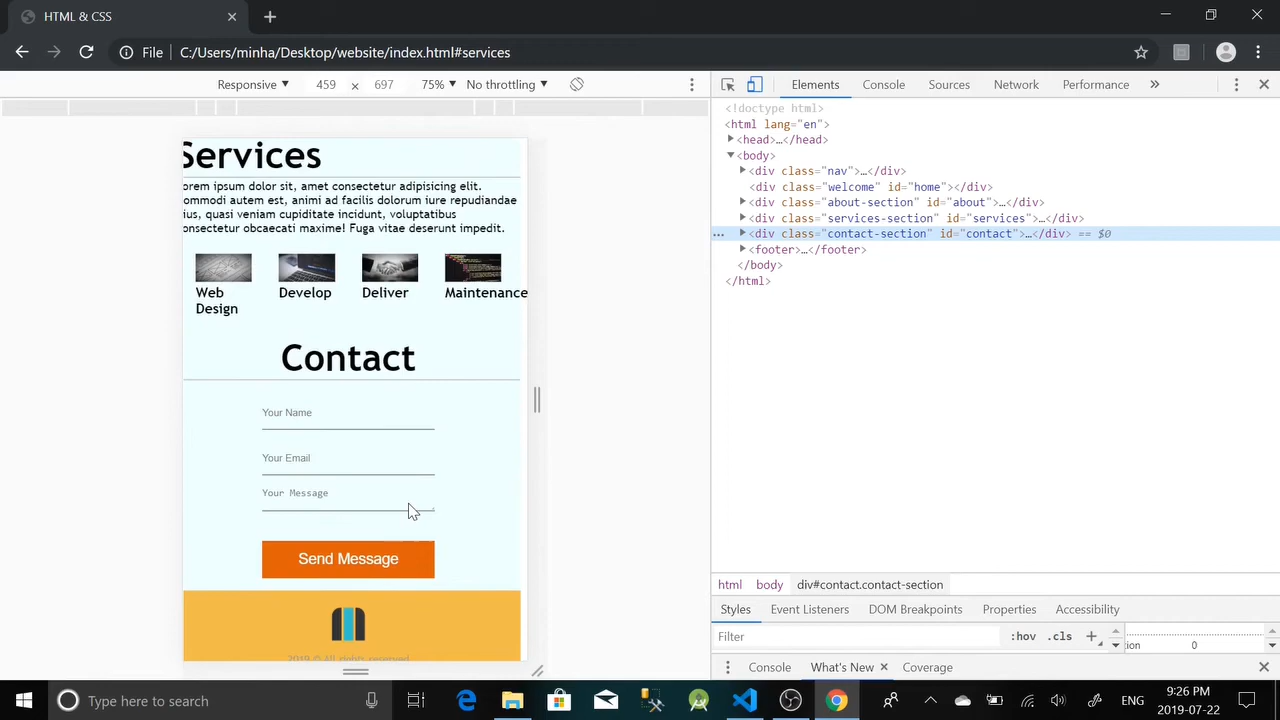 HTML & CSS
File C:/Users/minha/Desktop/website/index.html#services
Responsive 459 x 697 75% No throttling
Elements Console Sources Network Performance
Services
orem ipsum dolor sit, amet consectetur adipisicing elit.
ommodi autem est, animi ad facilis dolorum iure repudiandae
ius, quasi veniam cupiditate incidunt, voluptatibus
onsectetur obcaecati maxime! Fuga vitae deserunt impedit.
Web
Design
Develop
Deliver
Maintenance
Contact
Your Name
Your Email
Your Message
Send Message
2019 © All rights reserved
<!doctype html>
<html lang="en">
<head>…</head>
<body>
<div class="nav">…</div>
<div class="welcome" id="home"></div>
<div class="about-section" id="about">…</div>
<div class="services-section" id="services">…</div>
… <div class="contact-section" id="contact">…</div> == $0
<footer>…</footer>
</body>
</html>
html body div#contact.contact-section
Styles Event Listeners DOM Breakpoints Properties Accessibility
Filter :hov .cls + tion 0
Console What's New × Coverage
Type here to search
ENG
9:26 PM
2019-07-22